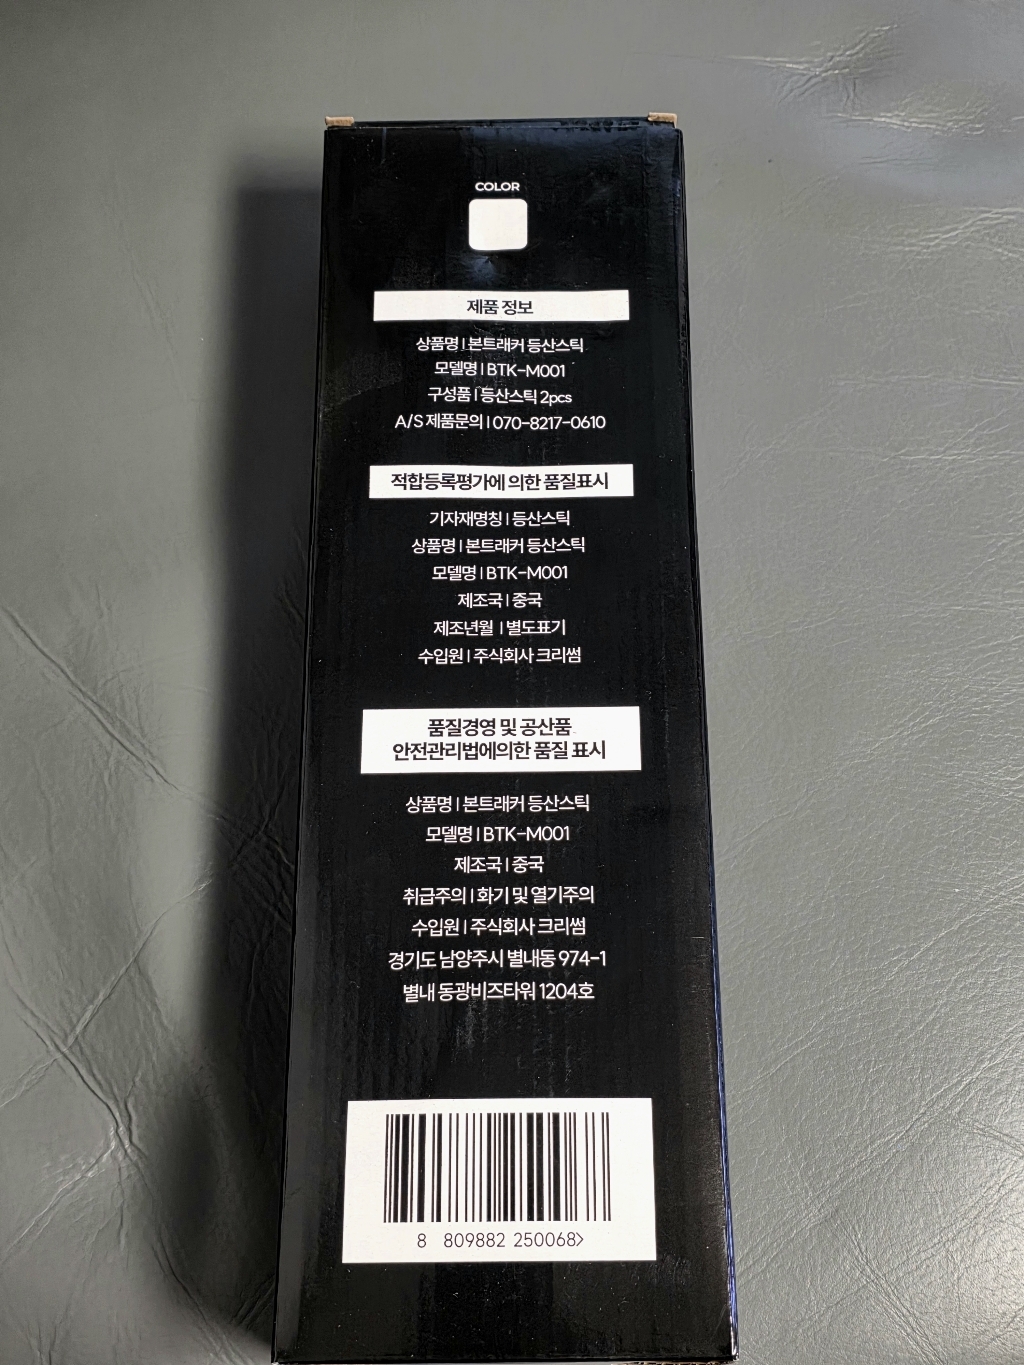 COLOR
제품 정보
상품명 | 본트래커 등산스틱
모델명 | BTK-M001
구성품 | 등산스틱 2pcs
A/S 제품문의 | 070-8217-0610
적합등록평가에 의한 품질표시
기자재명칭 | 등산스틱
상품명 | 본트래커 등산스틱
모델명 | BTK-M001
제조국 | 중국
제조년월 | 별도표기
수입원 | 주식회사 크리썸
품질경영 및 공산품
안전관리법에의한 품질 표시
상품명 | 본트래커 등산스틱
모델명 | BTK-M001
제조국 | 중국
취급주의 | 화기 및 열기주의
수입원 | 주식회사 크리썸
경기도 남양주시 별내동 974-1
별내 동광비즈타워 1204호
8 809882 250068>